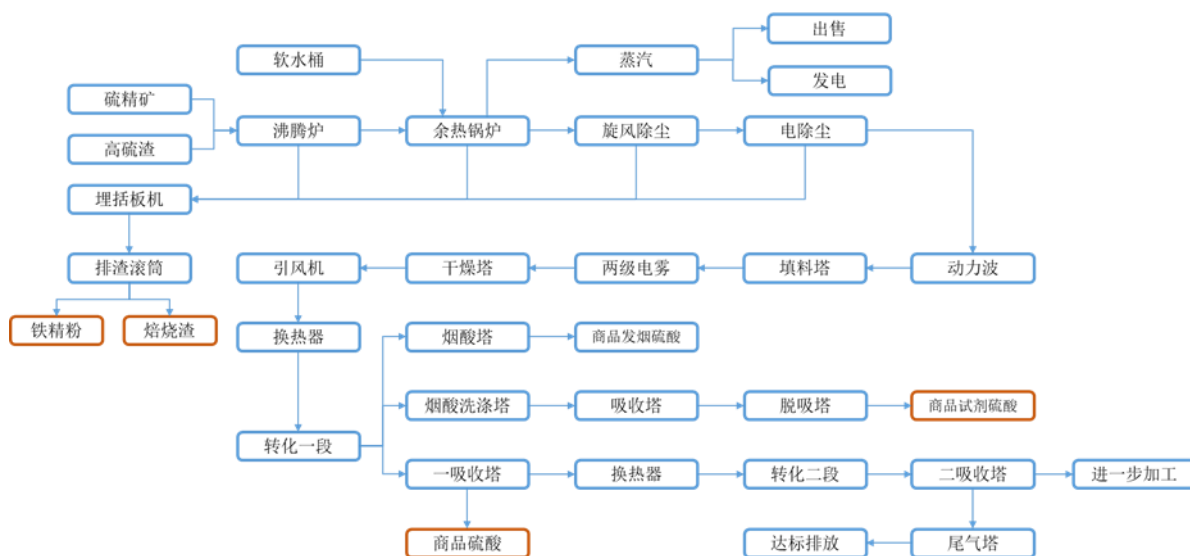 出售
软水桶
蒸汽
发电
硫精矿
沸腾炉
余热锅炉
旋风除尘
电除尘
高硫渣
埋括板机
排渣滚筒
引风机
干燥塔
两级电雾
填料塔
动力波
铁精粉
焙烧渣
换热器
烟酸塔
商品发烟硫酸
烟酸洗涤塔
吸收塔
脱吸塔
商品试剂硫酸
转化一段
一吸收塔
换热器
转化二段
二吸收塔
进一步加工
商品硫酸
达标排放
尾气塔